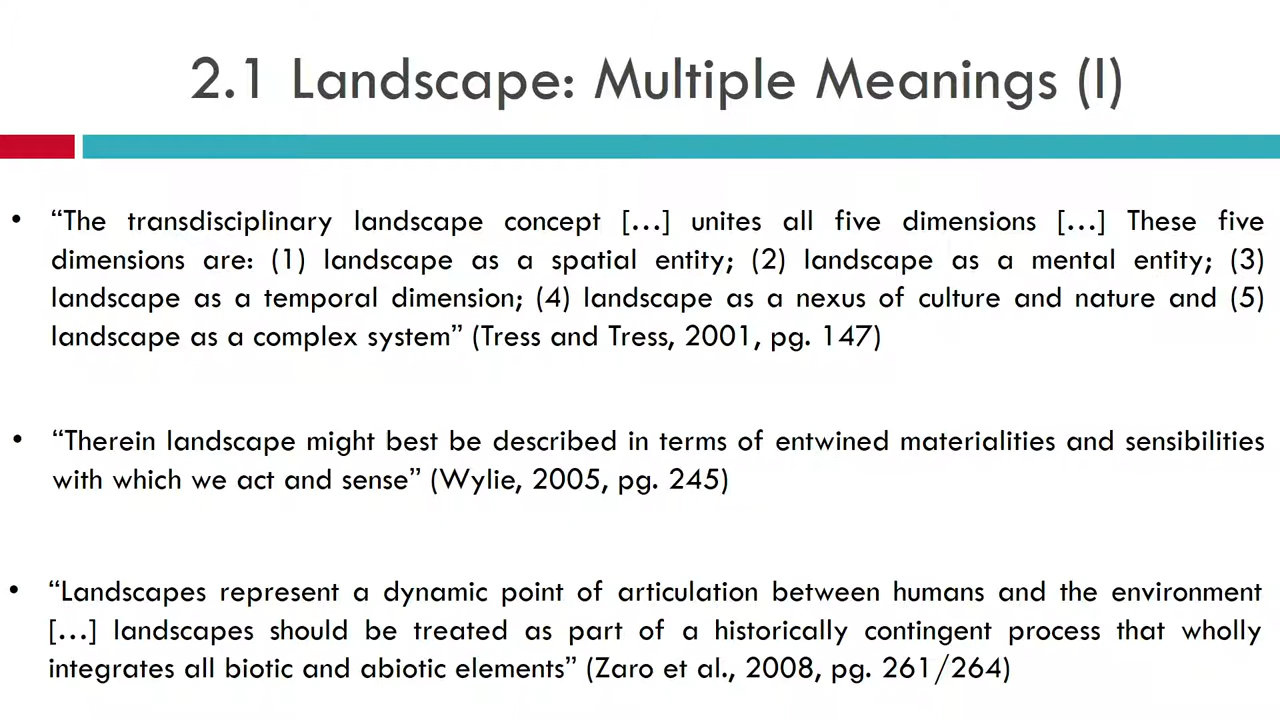 2.1 Landscape: Multiple Meanings (I)
• “The transdisciplinary landscape concept [...] unites all five dimensions [...] These five
dimensions are: (1) landscape as a spatial entity; (2) landscape as a mental entity; (3)
landscape as a temporal dimension; (4) landscape as a nexus of culture and nature and (5)
landscape as a complex system” (Tress and Tress, 2001, pg. 147)
• “Therein landscape might best be described in terms of entwined materialities and sensibilities
with which we act and sense” (Wylie, 2005, pg. 245)
• “Landscapes represent a dynamic point of articulation between humans and the environment
[...] landscapes should be treated as part of a historically contingent process that wholly
integrates all biotic and abiotic elements” (Zaro et al., 2008, pg. 261/264)